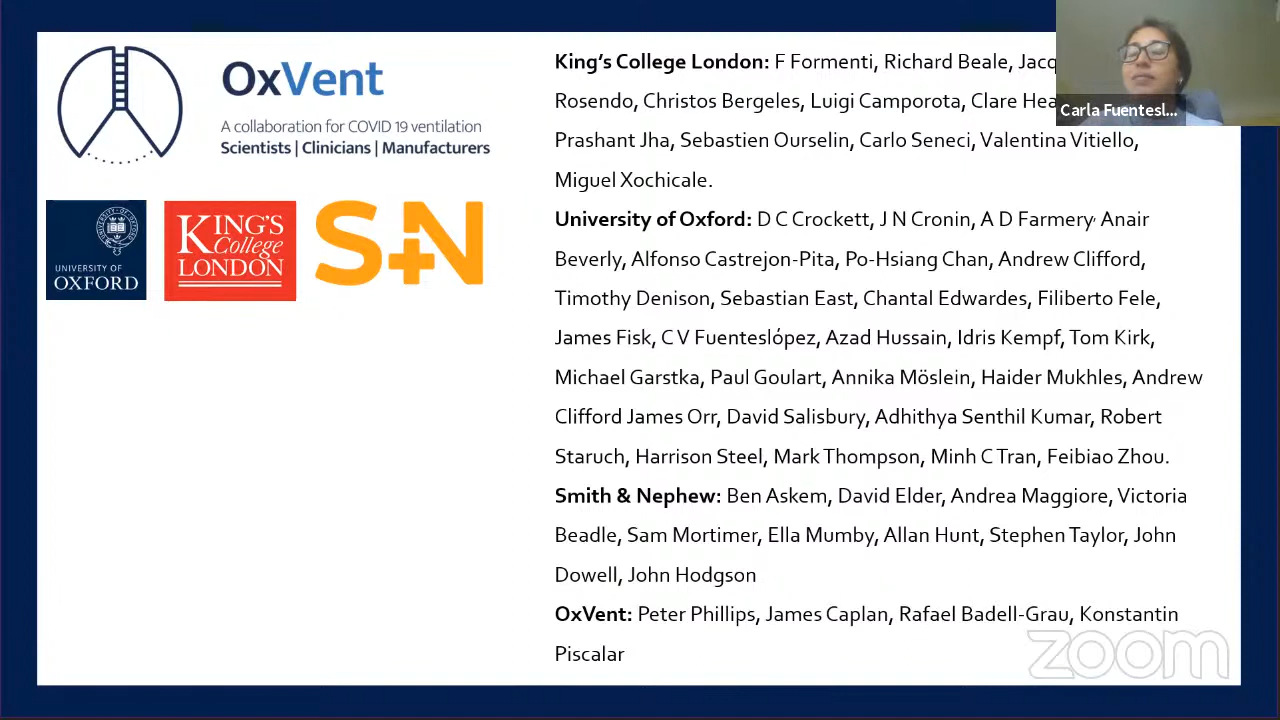 OxVent
A collaboration for COVID 19 ventilation
Scientists | Clinicians | Manufacturers
UNIVERSITY OF
OXFORD
KING'S
College
LONDON
S+N
King's College London: F Formenti, Richard Beale,
Rosendo, Christos Bergeles, Luigi Camporota, Clare
Prashant Jha, Sebastien Ourselin, Carlo Seneci, Valentina Vitiello,
Miguel Xochicale.
University of Oxford: D C Crockett, J N Cronin, A D Farmery, Anair
Beverly, Alfonso Castrejon-Pita, Po-Hsiang Chan, Andrew Clifford,
Timothy Denison, Sebastian East, Chantal Edwardes, Filiberto Fele,
James Fisk, C V Fuenteslópez, Azad Hussain, Idris Kempf, Tom Kirk,
Michael Garstka, Paul Goulart, Annika Möslein, Haider Mukhles, Andrew
Clifford James Orr, David Salisbury, Adhithya Senthil Kumar, Robert
Staruch, Harrison Steel, Mark Thompson, Minh C Tran, Feibiao Zhou.
Smith & Nephew: Ben Askem, David Elder, Andrea Maggiore, Victoria
Beadle, Sam Mortimer, Ella Mumby, Allan Hunt, Stephen Taylor, John
Dowell, John Hodgson
OxVent: Peter Phillips, James Caplan, Rafael Badell-Grau, Konstantin
Piscalar
Carla Fuentesl...
zoom